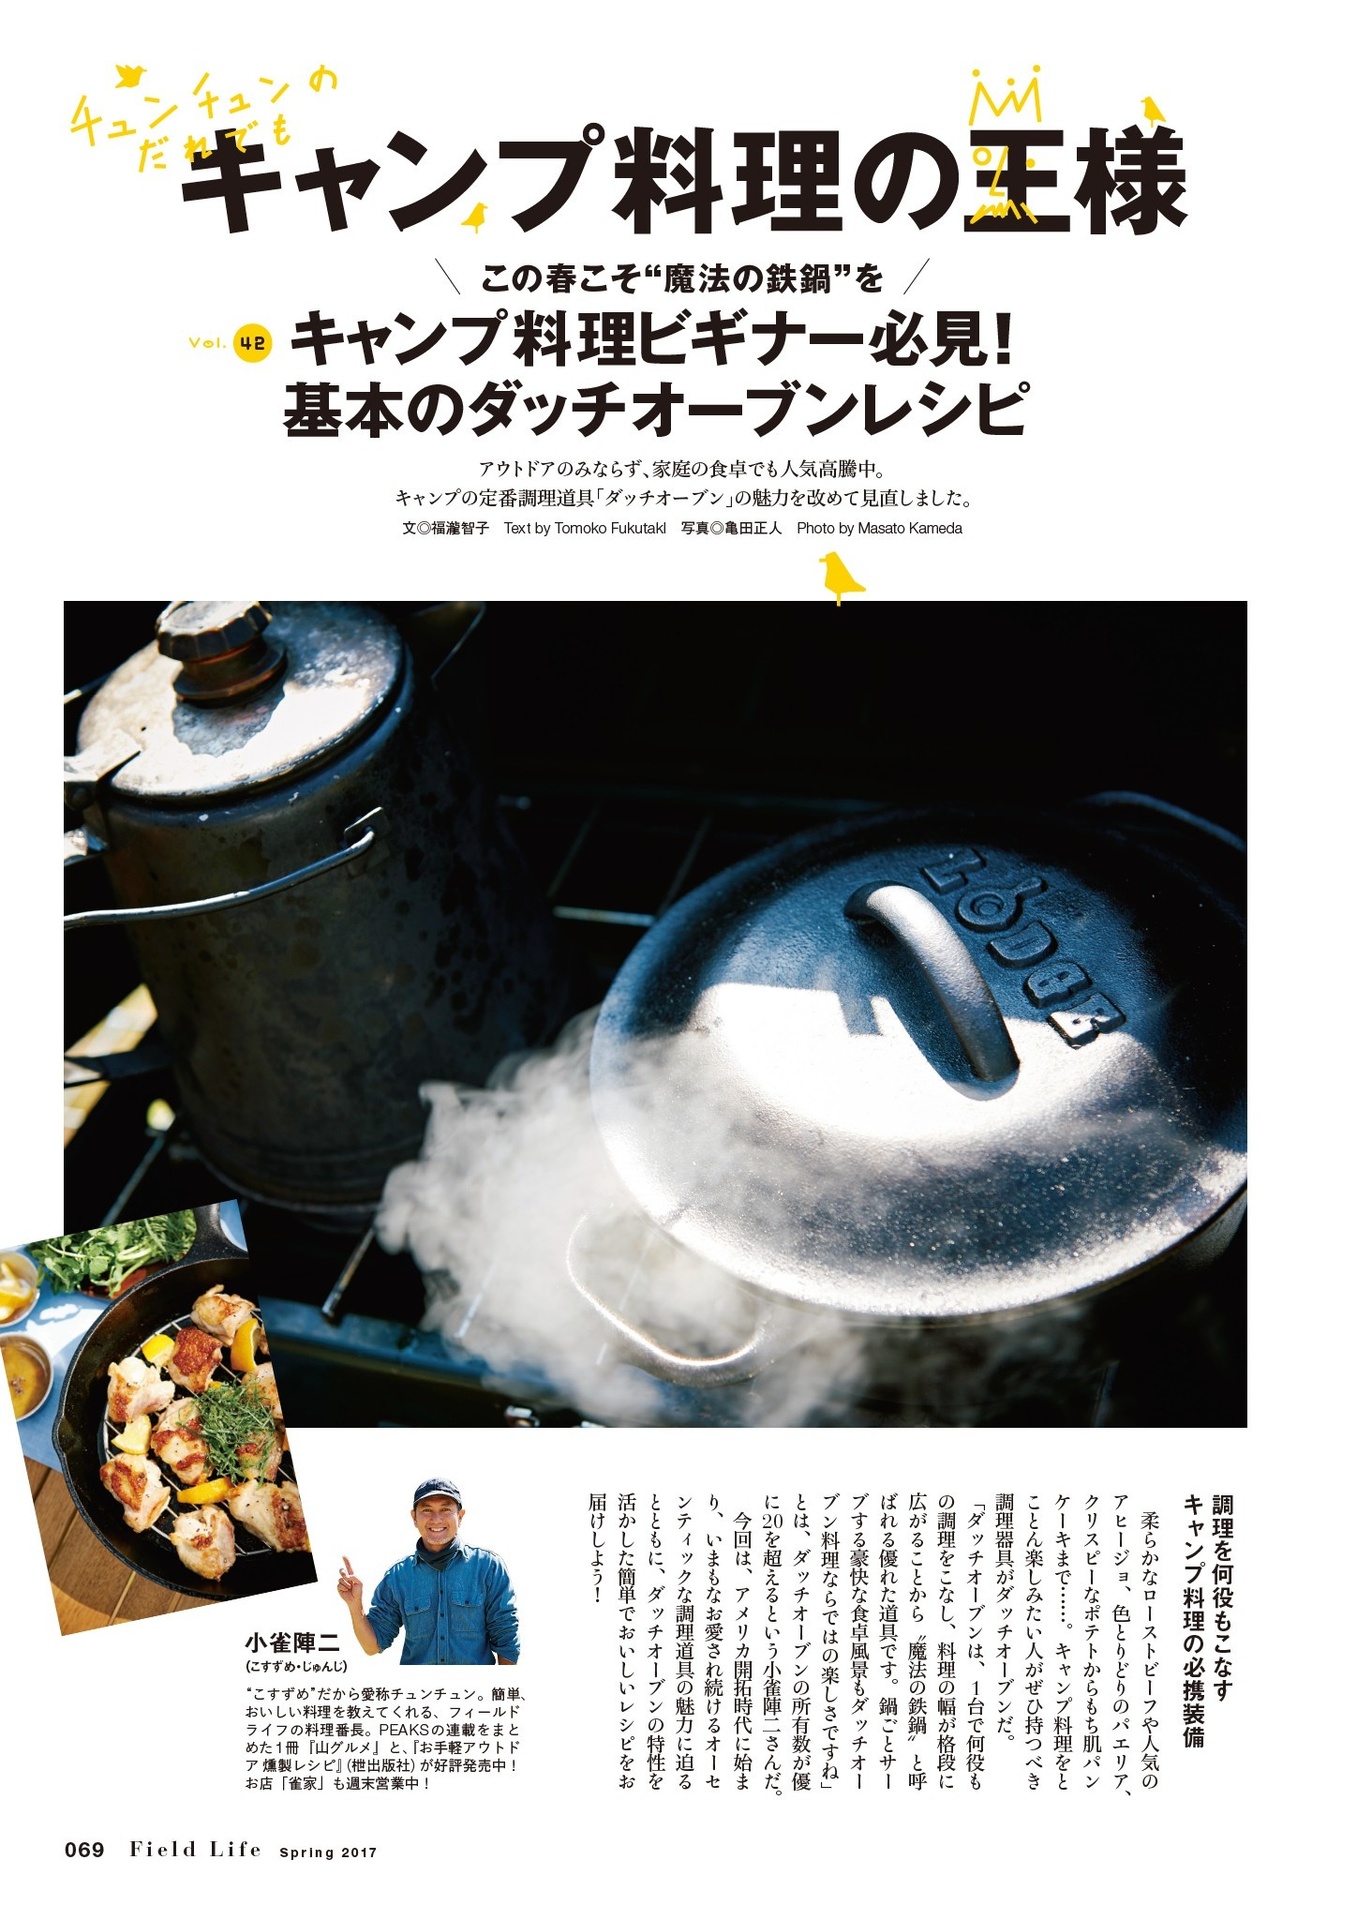 チュンチュンの
だれでも
キャンプ料理の王様
この春こそ“魔法の鉄鍋”を
Vol. 42
キャンプ料理ビギナー必見！
基本のダッチオーブンレシピ
アウトドアのみならず、家庭の食卓でも人気高騰中。
キャンプの定番調理道具「ダッチオーブン」の魅力を改めて見直しました。
文◎福瀧智子　Text by Tomoko Fukutaki　写真◎亀田正人　Photo by Masato Kameda
LODGE
調理を何役もこなす
キャンプ料理の必携装備
柔らかなローストビーフや人気の
アヒージョ、色とりどりのパエリア、
クリスピーなポテトからもち肌パン
ケーキまで……。キャンプ料理をと
ことん楽しみたい人がぜひ持つべき
調理器具がダッチオーブンだ。
「ダッチオーブンは、1台で何役も
の調理をこなし、料理の幅が格段に
広がることから〝魔法の鉄鍋〟と呼
ばれる優れた道具です。鍋ごとサー
ブする豪快な食卓風景もダッチオー
ブン料理ならではの楽しさですね」
とは、ダッチオーブンの所有数が優
に20を超えるという小雀陣二さんだ。
今回は、アメリカ開拓時代に始ま
り、いまもなお愛され続けるオーセ
ンティックな調理道具の魅力に迫る
とともに、ダッチオーブンの特性を
活かした簡単でおいしいレシピをお
届けしよう！
小雀陣二
(こすずめ・じゅんじ)
“こすずめ”だから愛称チュンチュン。簡単、
おいしい料理を教えてくれる、フィールド
ライフの料理番長。PEAKSの連載をまと
めた1冊『山グルメ』と、『お手軽アウトド
ア 燻製レシピ』(枻出版社)が好評発売中！
お店「雀家」も週末営業中！
069 Field Life Spring 2017